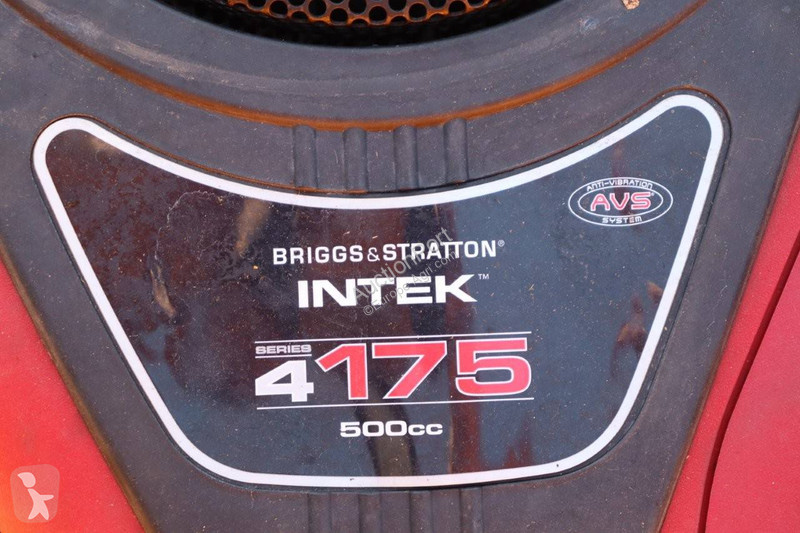 ANTI-VIBRATION
AVS
SYSTEM
BRIGGS & STRATTON®
INTEK™
SERIES
4175
500cc